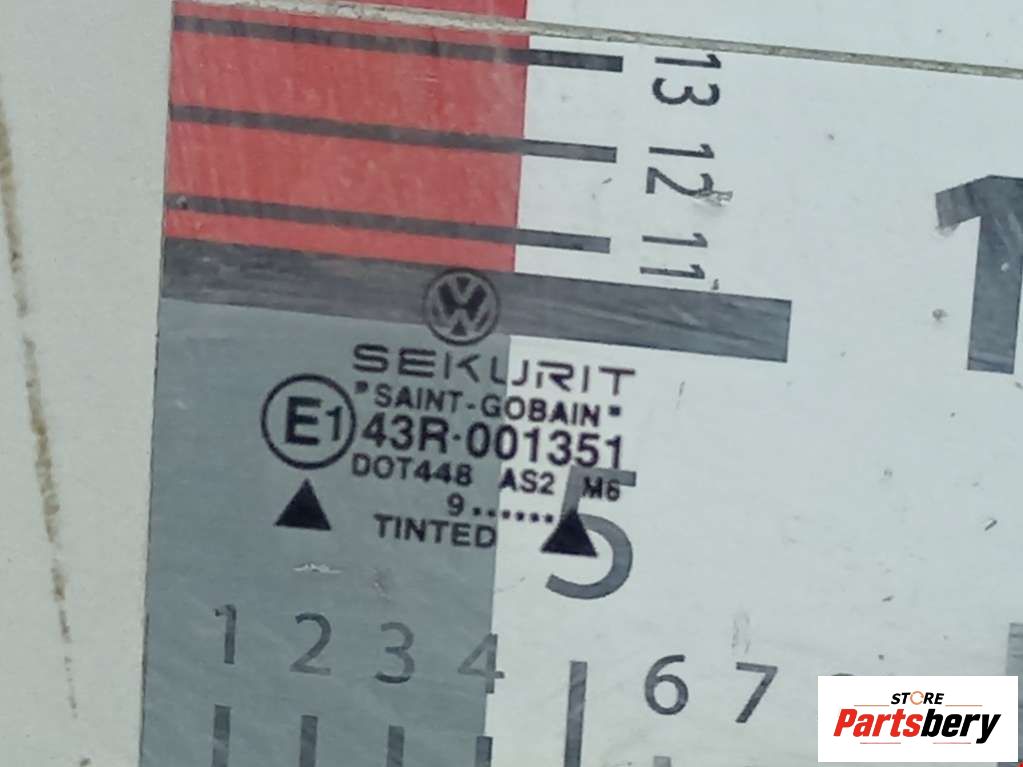 13
12
11
1
SEKURIT
"SAINT-GOBAIN"
E1 43R-001351
DOT448 AS2 M6
9......
TINTED
5
1 2 3 4 6 7
STORE
Partsbery